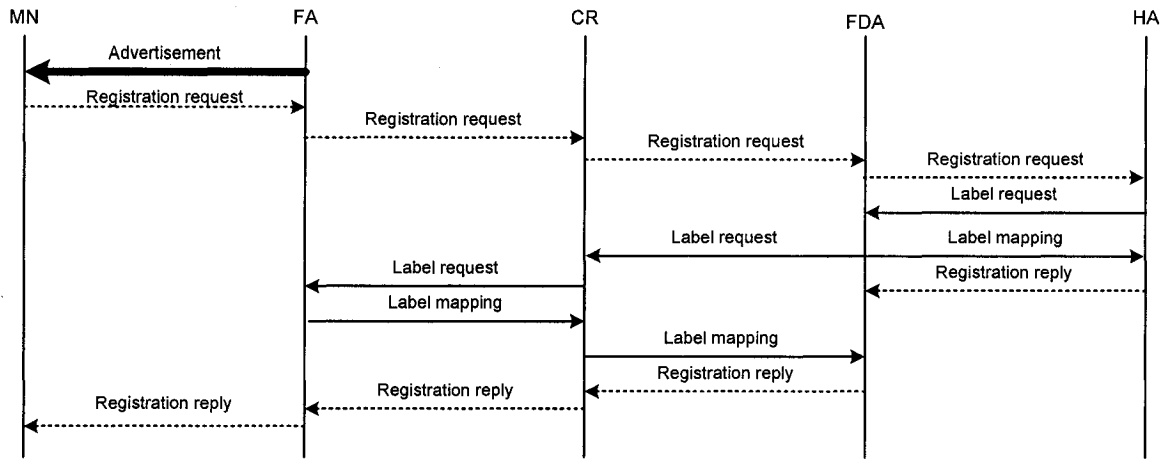 MN
FA
CR
FDA
HA
Advertisement
Registration request
Registration request
Registration request
Registration request
Label request
Label request
Label mapping
Label request
Registration reply
Label mapping
Label mapping
Registration reply
Registration reply
Registration reply